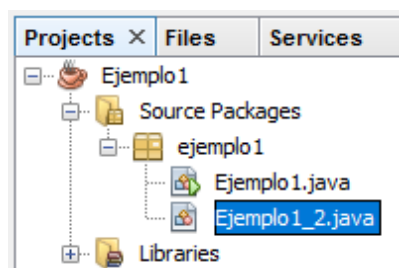 Projects × Files Services
Ejemplo1
Source Packages
ejemplo1
Ejemplo1.java
Ejemplo1_2.java
Libraries